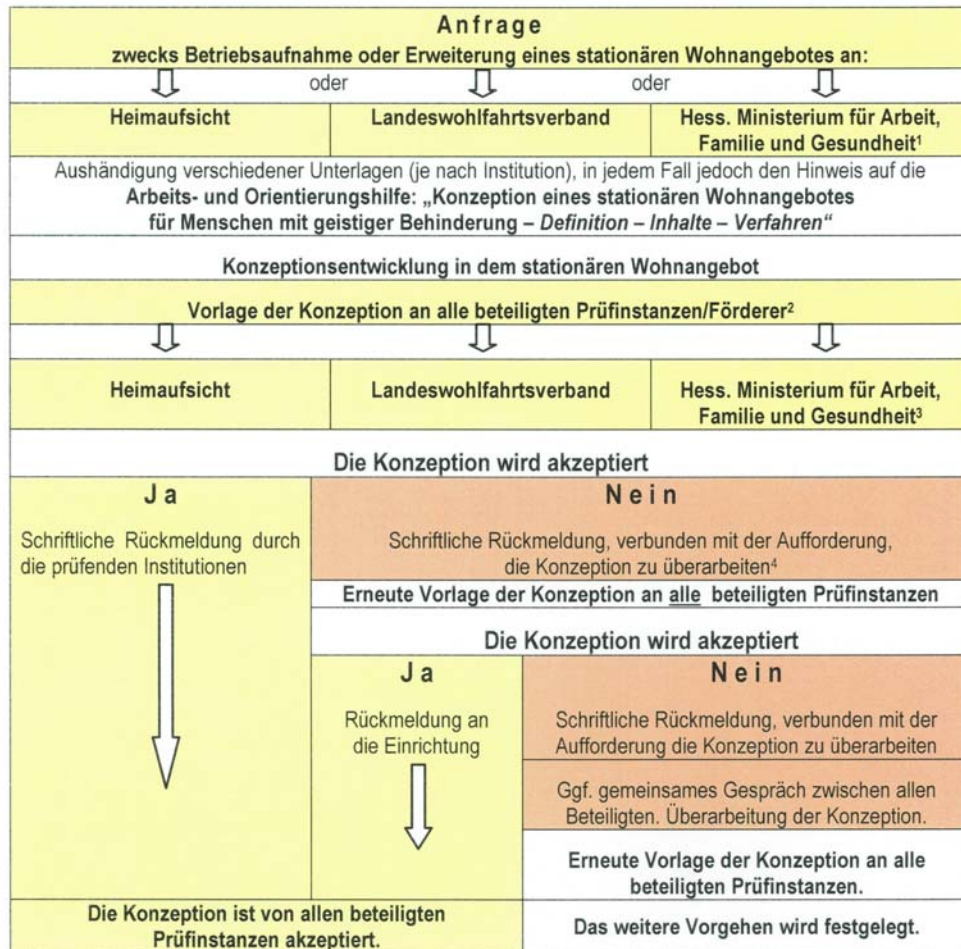 Anfrage
zwecks Betriebsaufnahme oder Erweiterung eines stationären Wohnangebotes an:
oder
oder
Heimaufsicht
Landeswohlfahrtsverband
Hess. Ministerium für Arbeit,
Familie und Gesundheit¹
Aushändigung verschiedener Unterlagen (je nach Institution), in jedem Fall jedoch den Hinweis auf die
Arbeits- und Orientierungshilfe: „Konzeption eines stationären Wohnangebotes
für Menschen mit geistiger Behinderung – Definition – Inhalte – Verfahren“
Konzeptionsentwicklung in dem stationären Wohnangebot
Vorlage der Konzeption an alle beteiligten Prüfinstanzen/Förderer²
Heimaufsicht
Landeswohlfahrtsverband
Hess. Ministerium für Arbeit,
Familie und Gesundheit³
Die Konzeption wird akzeptiert
Ja
Schriftliche Rückmeldung durch
die prüfenden Institutionen
Nein
Schriftliche Rückmeldung, verbunden mit der Aufforderung,
die Konzeption zu überarbeiten⁴
Erneute Vorlage der Konzeption an alle beteiligten Prüfinstanzen
Die Konzeption wird akzeptiert
Ja
Rückmeldung an
die Einrichtung
Nein
Schriftliche Rückmeldung, verbunden mit der
Aufforderung die Konzeption zu überarbeiten
Ggf. gemeinsames Gespräch zwischen allen
Beteiligten. Überarbeitung der Konzeption.
Erneute Vorlage der Konzeption an alle
beteiligten Prüfinstanzen.
Die Konzeption ist von allen beteiligten
Prüfinstanzen akzeptiert.
Das weitere Vorgehen wird festgelegt.